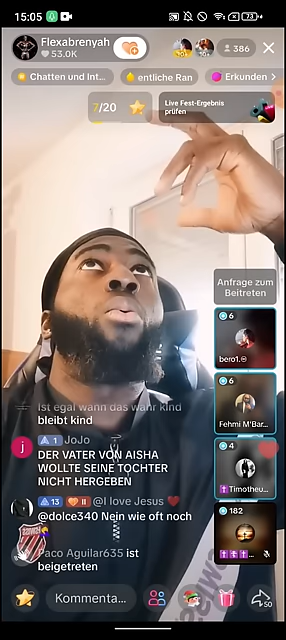 15:05
73
Flexabrenyah
53.0K
386
Chatten und Int...
entliche Ran
Erkunden >
7/20
Live Fest-Ergebnis
prüfen
Anfrage zum
Beitreten
6
bero1.
6
Fehmi M'Bar...
4
Timotheu...
182
Ist egal wann das wahr kind
bleibt kind
j
1 JoJo
DER VATER VON AISHA
WOLLTE SEINE TOCHTER
NICHT HERGEBEN
13 II @I love Jesus
@dolce340 Nein wie oft noch
Paco Aguilar635 ist
beigetreten
Kommenta...
50